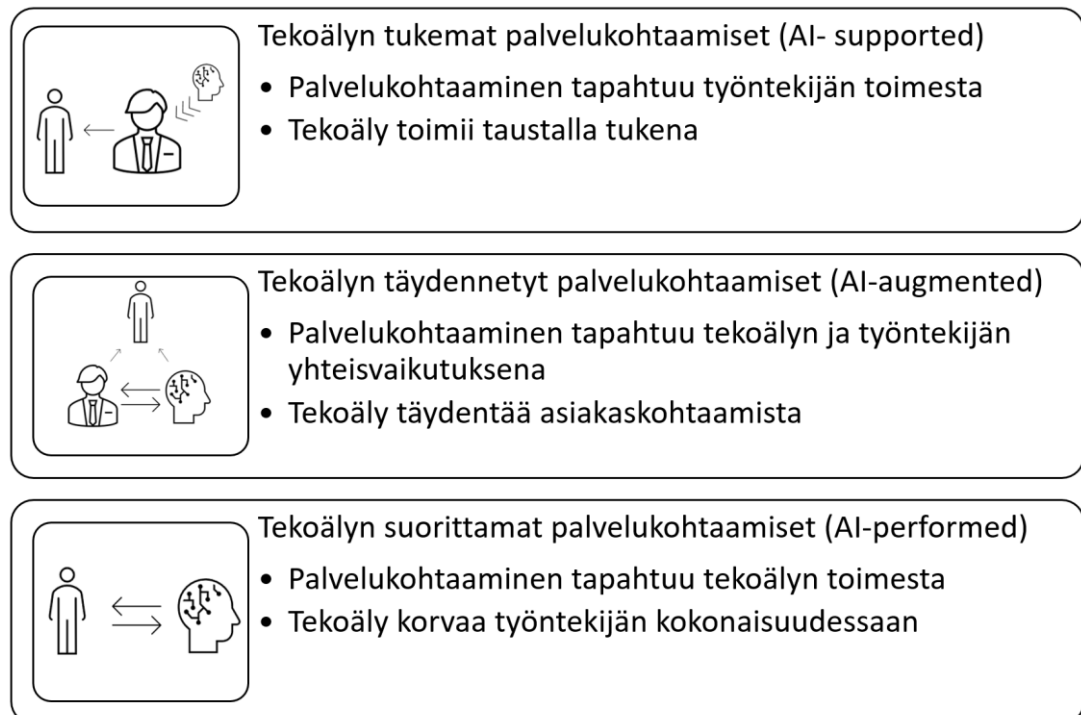 Tekoälyn tukemat palvelukohtaamiset (AI- supported)
• Palvelukohtaaminen tapahtuu työntekijän toimesta
• Tekoäly toimii taustalla tukena
Tekoälyn täydennetyt palvelukohtaamiset (AI-augmented)
• Palvelukohtaaminen tapahtuu tekoälyn ja työntekijän
yhteisvaikutuksena
• Tekoäly täydentää asiakaskohtaamista
Tekoälyn suorittamat palvelukohtaamiset (AI-performed)
• Palvelukohtaaminen tapahtuu tekoälyn toimesta
• Tekoäly korvaa työntekijän kokonaisuudessaan